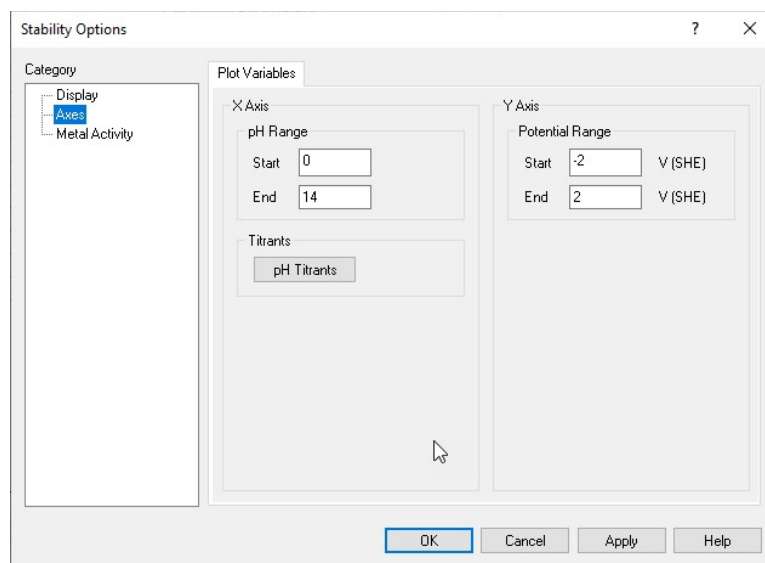 Stability Options
?
Category
Display
Axes
Metal Activity
Plot Variables
X Axis
pH Range
Start 0
End 14
Titrants
pH Titrants
Y Axis
Potential Range
Start -2 V (SHE)
End 2 V (SHE)
OK Cancel Apply Help